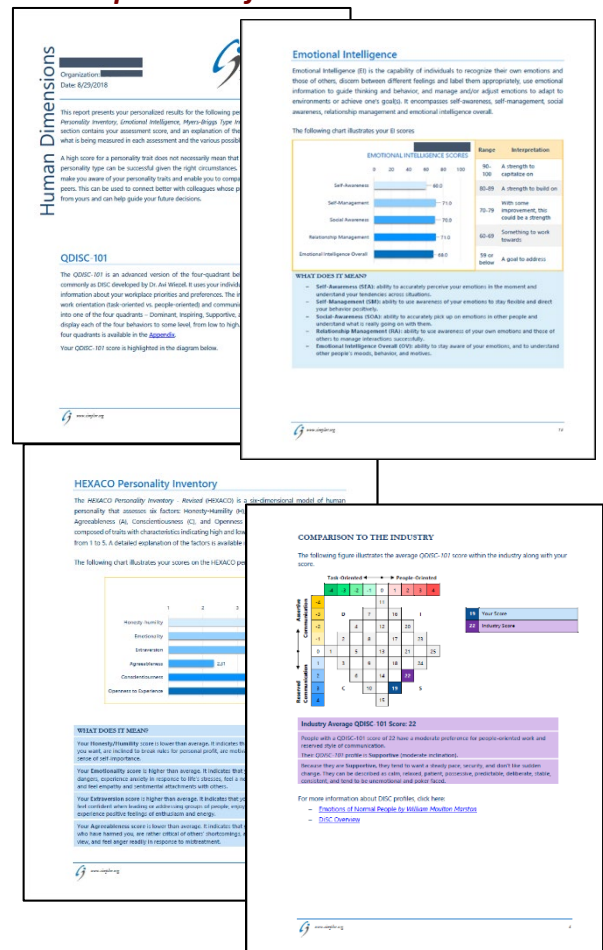 Human Dimensions
Organization:
Date: 8/29/2018
This report presents your personalized results for the following
Personality Inventory, Emotional Intelligence, Myers-Briggs Type
section contains your assessment score, and an explanation of the
what is being measured in each assessment and the various
A high score for a personality trait does not necessarily mean that
personality type can be successful given the right circumstances.
make you aware of your personality traits and enable you to
peers. This can be used to connect better with colleagues whose
from yours and can help guide your future decisions.
QDISC-101
The QDISC-101 is an advanced version of the four-quadrant
commonly as DISC developed by Dr. Avi Wiezel. It uses your
information about your workplace priorities and preferences. The
work orientation (task-oriented vs. people-oriented) and
into one of the four quadrants – Dominant, Inspiring, Supportive,
display each of the four behaviors to some level, from low to high.
four quadrants is available in the Appendix.
Your QDISC-101 score is highlighted in the diagram below.
Emotional Intelligence
Emotional Intelligence (EI) is the capability of individuals to recognize their own emotions and
those of others, discern between different feelings and label them appropriately, use emotional
information to guide thinking and behavior, and manage and/or adjust emotions to adapt to
environments or achieve one's goal(s). It encompasses self-awareness, self-management, social
awareness, relationship management and emotional intelligence overall.
The following chart illustrates your EI scores
EMOTIONAL INTELLIGENCE SCORES
0 20 40 60 80 100
Self-Awareness 60.0
Self-Management 71.0
Social Awareness
Relationship Management 71.0
Emotional Intelligence Overall 68.0
Range Interpretation
90-100 A strength to capitalize on
80-89 A strength to build on
70-79 With some improvement, this could be a strength
60-69 Something to work towards
59 or below A goal to address
WHAT DOES IT MEAN?
– Self-Awareness (SEA): ability to accurately perceive your emotions in the moment and
understand your tendencies across situations.
– Self-Management (SM): ability to use awareness of your emotions to stay flexible and direct
your behavior positively.
– Social-Awareness (SOA): ability to accurately pick up on emotions in other people and
understand what is really going on with them.
– Relationship Management (RA): ability to use awareness of your own emotions and those of
others to manage interactions successfully.
– Emotional Intelligence Overall (OV): ability to stay aware of your emotions, and to understand
other people's moods, behavior, and motives.
HEXACO Personality Inventory
The HEXACO Personality Inventory - Revised (HEXACO) is a six-dimensional model of human
personality that assesses six factors: Honesty-Humility (H),
Agreeableness (A), Conscientiousness (C), and Openness
composed of traits with characteristics indicating high and
from 1 to 5. A detailed explanation of the factors is available
The following chart illustrates your scores on the HEXACO
1 2 3
Honesty-Humility
Emotionality
Extraversion
Agreeableness
Conscientiousness
Openness to Experience
WHAT DOES IT MEAN?
Your Honesty/Humility score is lower than average. It indicates
you want, are inclined to break rules for personal profit, are
sense of self-importance.
Your Emotionality score is higher than average. It indicates that
dangers, experience anxiety in response to life's stresses, feel a
and feel empathy and sentimental attachments with others.
Your Extraversion score is higher than average. It indicates that
feel confident when leading or addressing groups of people, enjoy
experience positive feelings of enthusiasm and energy.
Your Agreeableness score is lower than average. It indicates that
who have harmed you, are rather critical of others' shortcomings,
view, and feel anger readily in response to mistreatment.
COMPARISON TO THE INDUSTRY
The following figure illustrates the average QDISC-101 score within the industry along with your
score.
Task-Oriented People-Oriented
-4 -3 -2 -1 0 1 2 3 4
Assertive Communication
Reserved Communication
D I
C S
19 Your Score
22 Industry Score
Industry Average QDISC-101 Score: 22
People with a QDISC-101 score of 22 have a moderate preference for people-oriented work and
reserved style of communication.
Their QDISC-101 profile is Supportive (moderate inclination).
Because they are Supportive, they tend to want a steady pace, security, and don't like sudden
change. They can be described as calm, relaxed, patient, possessive, predictable, deliberate, stable,
consistent, and tend to be unemotional and poker faced.
For more information about DISC profiles, click here:
– Emotions of Normal People by William Moulton Marston
– DISC Overview